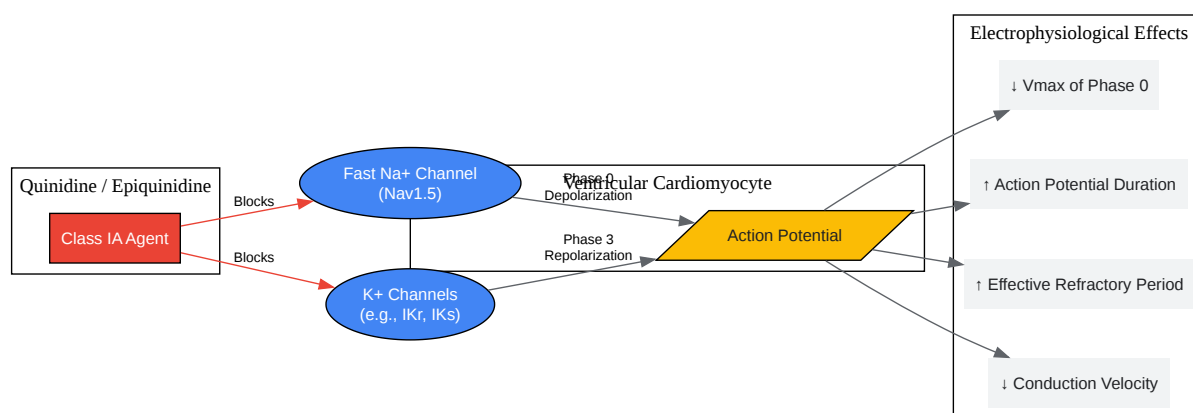 Quinidine / Epiquinidine
Class IA Agent
Blocks
Blocks
Fast Na+ Channel
(Nav1.5)
K+ Channels
(e.g., IKr, IKs)
Ventricular Cardiomyocyte
Phase 0
Depolarization
Phase 3
Repolarization
Action Potential
Electrophysiological Effects
↓ Vmax of Phase 0
↑ Action Potential Duration
↑ Effective Refractory Period
↓ Conduction Velocity